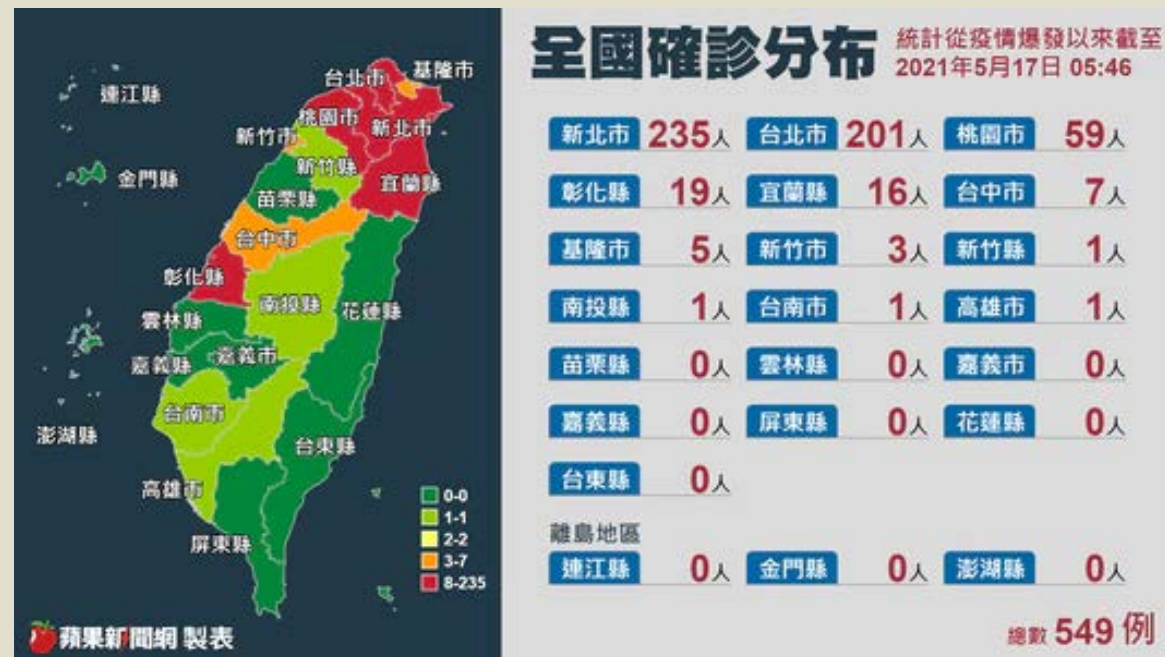 台北市
基隆市
連江縣
桃園市
新竹市
新北市
新竹縣
金門縣
宜蘭縣
苗栗縣
台中市
彰化縣
南投縣
花蓮縣
雲林縣
嘉義市
嘉義縣
台南市
澎湖縣
台東縣
高雄市
屏東縣
0-0
1-1
2-2
3-7
8-235
蘋果新聞網 製表
全國確診分布
統計從疫情爆發以來截至
2021年5月17日 05:46
新北市 235人 台北市 201人 桃園市 59人
彰化縣 19人 宜蘭縣 16人 台中市 7人
基隆市 5人 新竹市 3人 新竹縣 1人
南投縣 1人 台南市 1人 高雄市 1人
苗栗縣 0人 雲林縣 0人 嘉義市 0人
嘉義縣 0人 屏東縣 0人 花蓮縣 0人
台東縣 0人
離島地區
連江縣 0人 金門縣 0人 澎湖縣 0人
總數 549 例